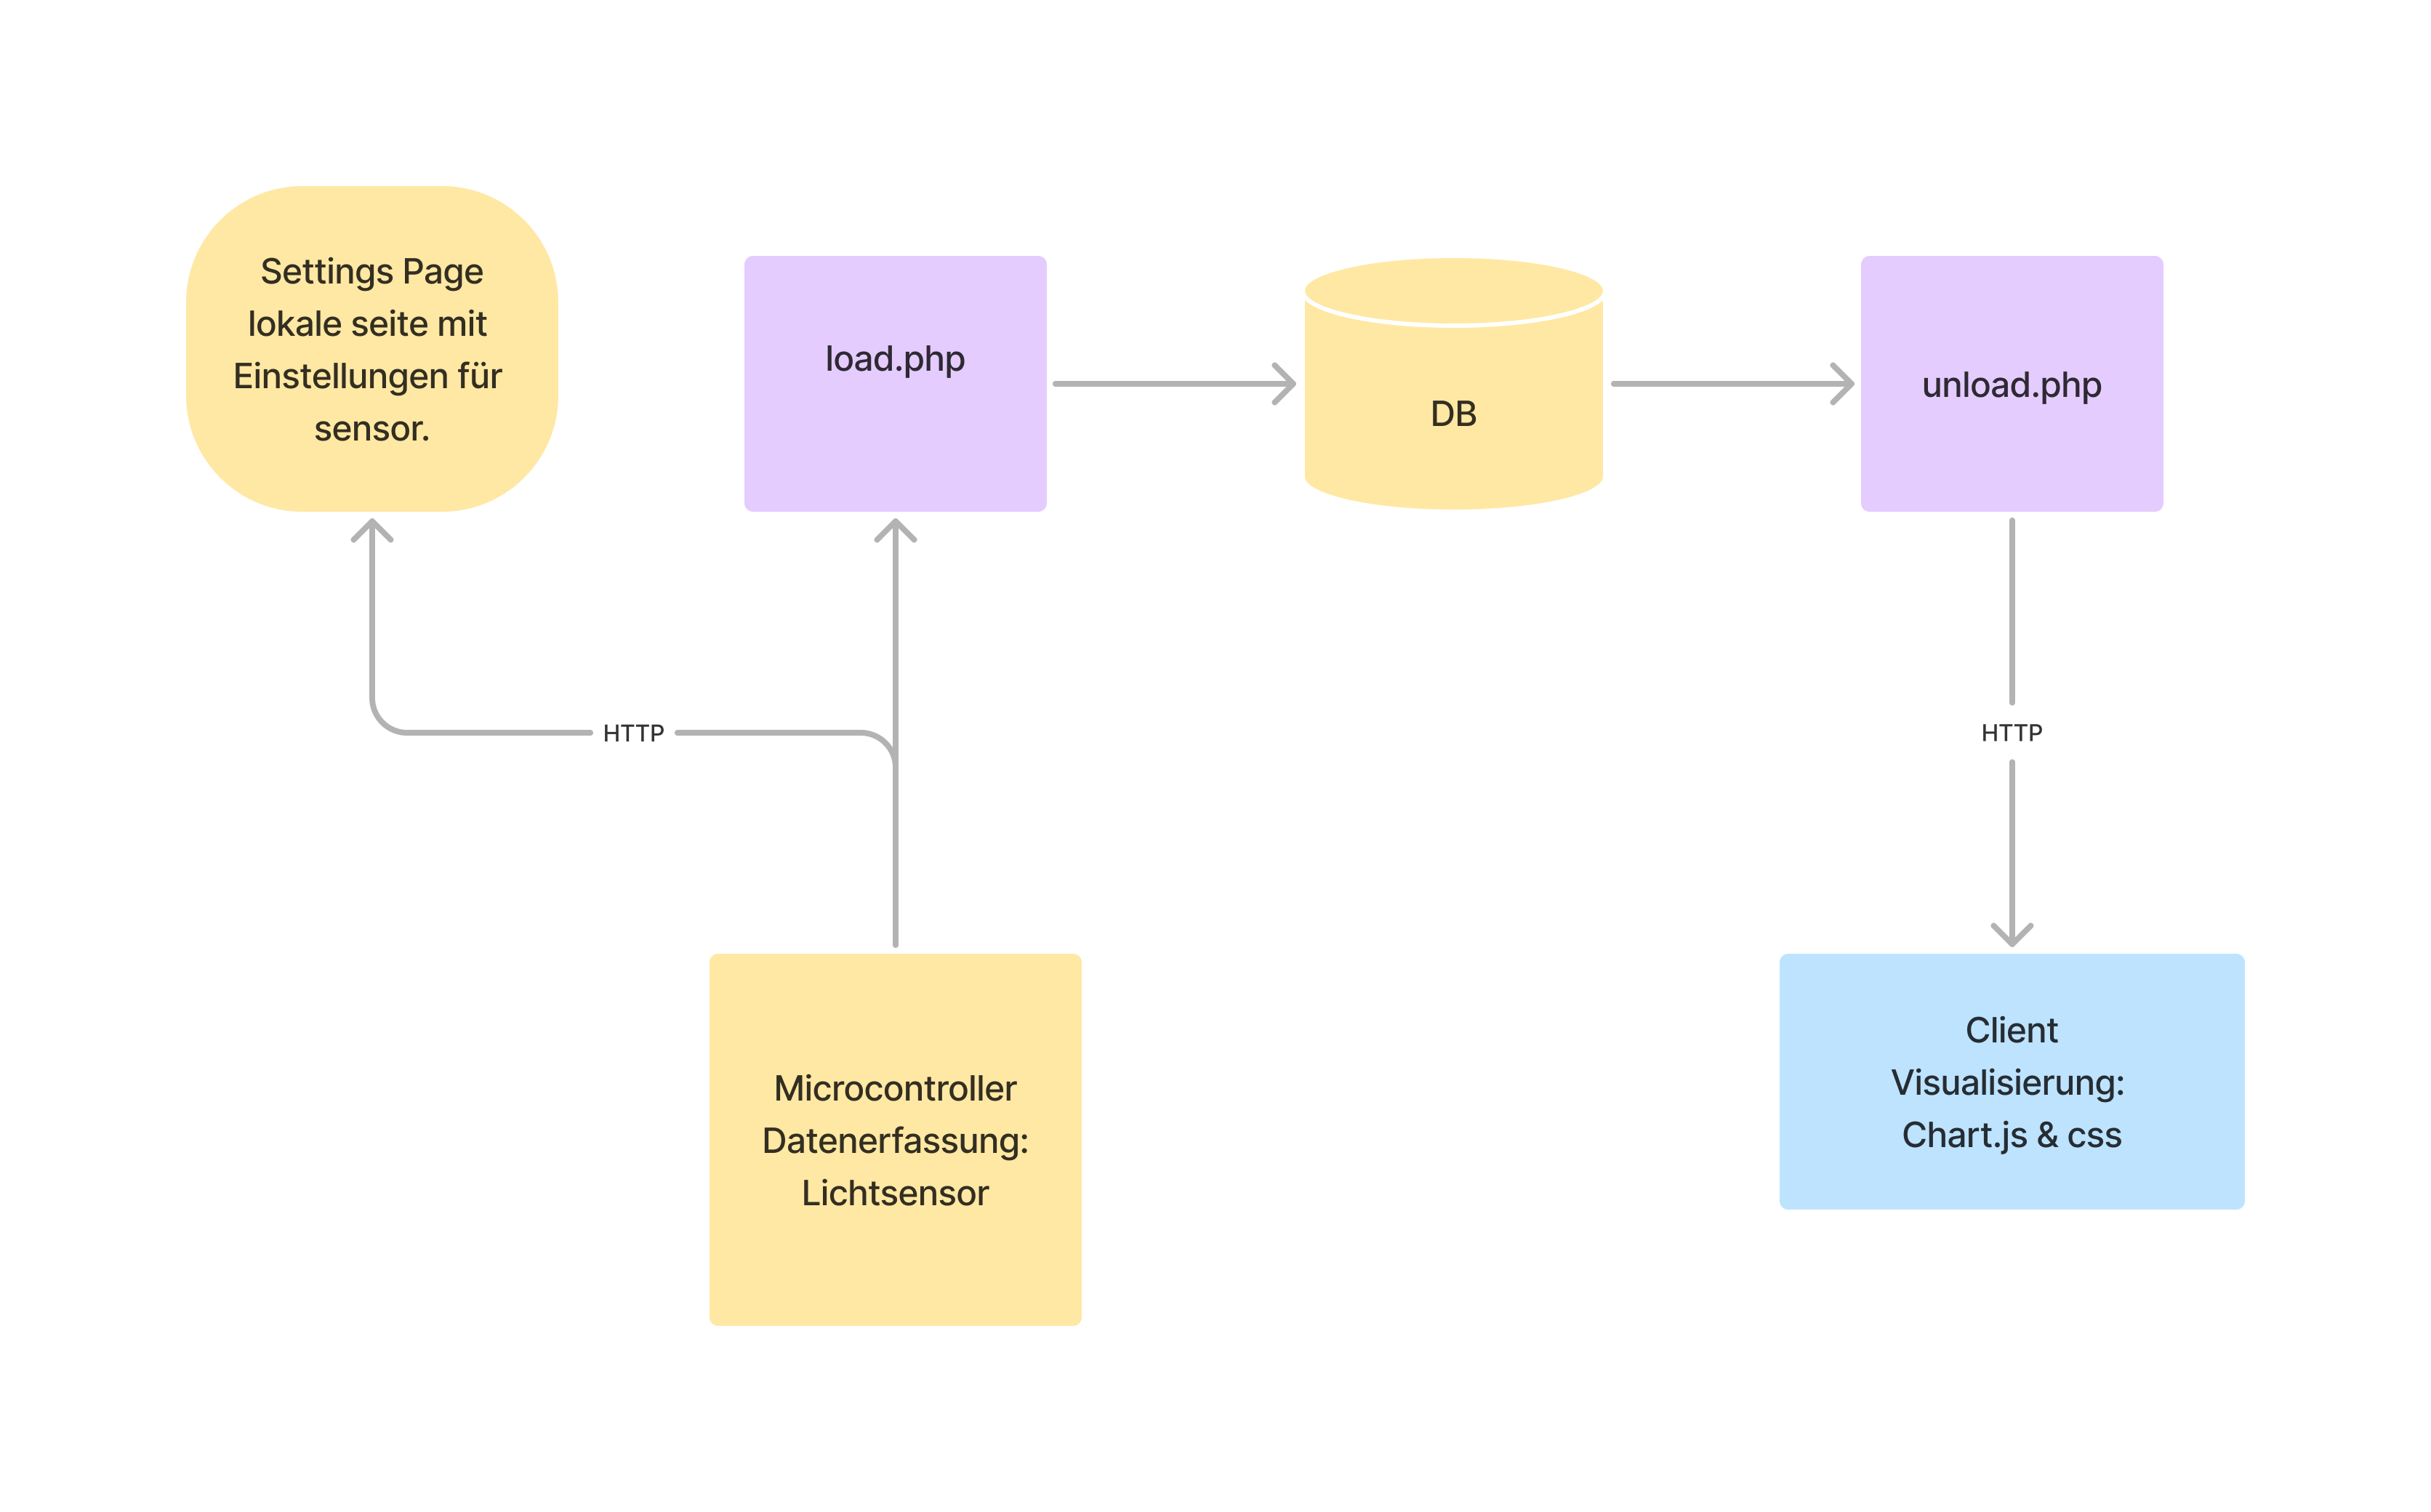 Settings Page
lokale seite mit
Einstellungen für
sensor.
load.php
DB
unload.php
HTTP
HTTP
Microcontroller
Datenerfassung:
Lichtsensor
Client
Visualisierung:
Chart.js & css